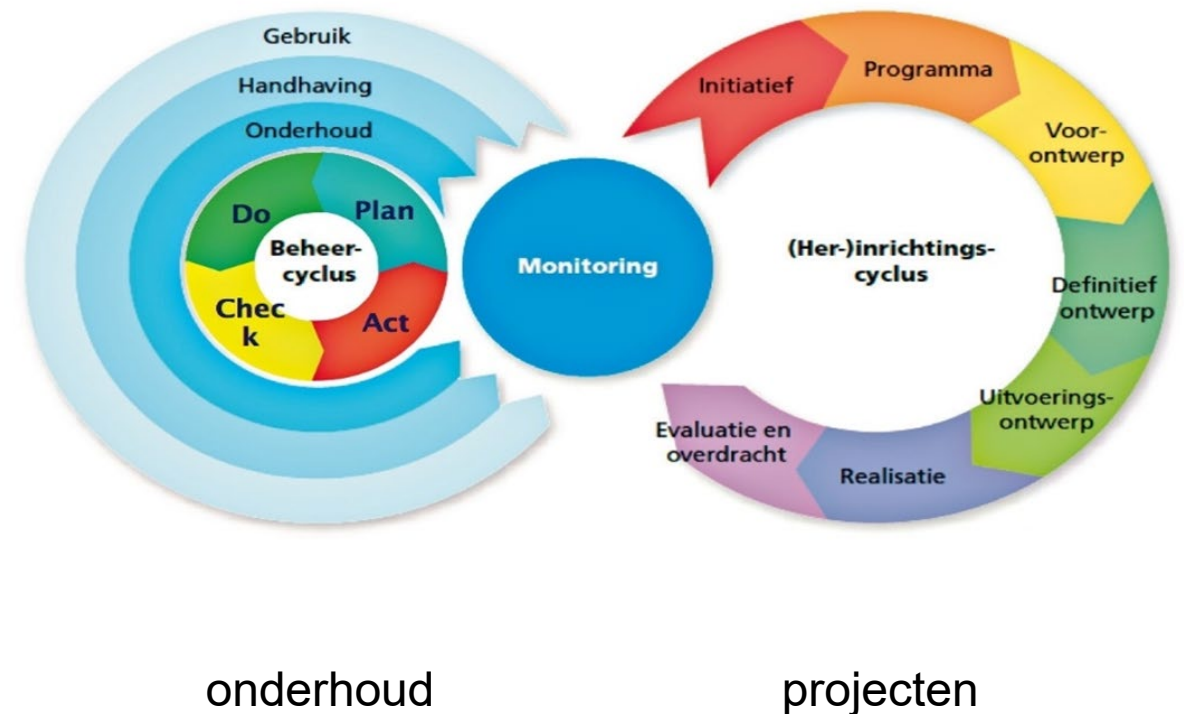 Gebruik
Handhaving
Onderhoud
Do
Plan
Beheer-
cyclus
Chec
k
Act
Monitoring
Initiatief
Programma
Voor-
ontwerp
(Her-)inrichtings-
cyclus
Definitief
ontwerp
Uitvoerings-
ontwerp
Realisatie
Evaluatie en
overdracht
onderhoud
projecten